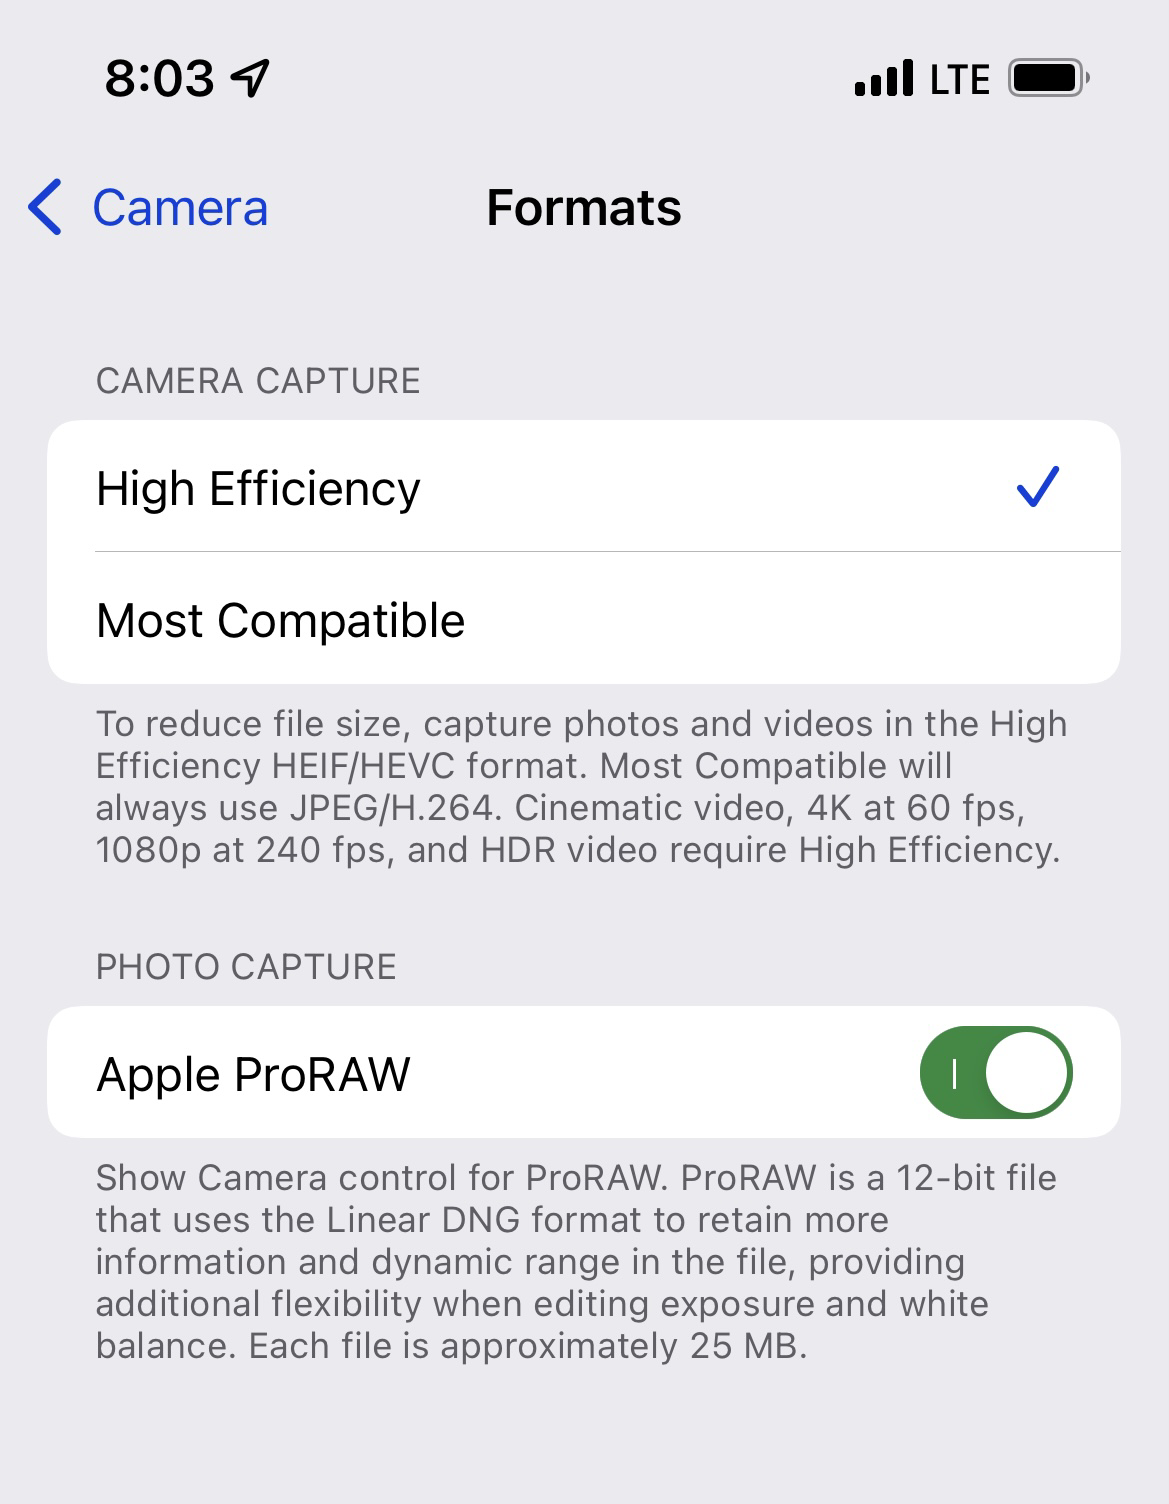 8:03 LTE
Camera Formats
CAMERA CAPTURE
High Efficiency
Most Compatible
To reduce file size, capture photos and videos in the High
Efficiency HEIF/HEVC format. Most Compatible will
always use JPEG/H.264. Cinematic video, 4K at 60 fps,
1080p at 240 fps, and HDR video require High Efficiency.
PHOTO CAPTURE
Apple ProRAW
Show Camera control for ProRAW. ProRAW is a 12-bit file
that uses the Linear DNG format to retain more
information and dynamic range in the file, providing
additional flexibility when editing exposure and white
balance. Each file is approximately 25 MB.